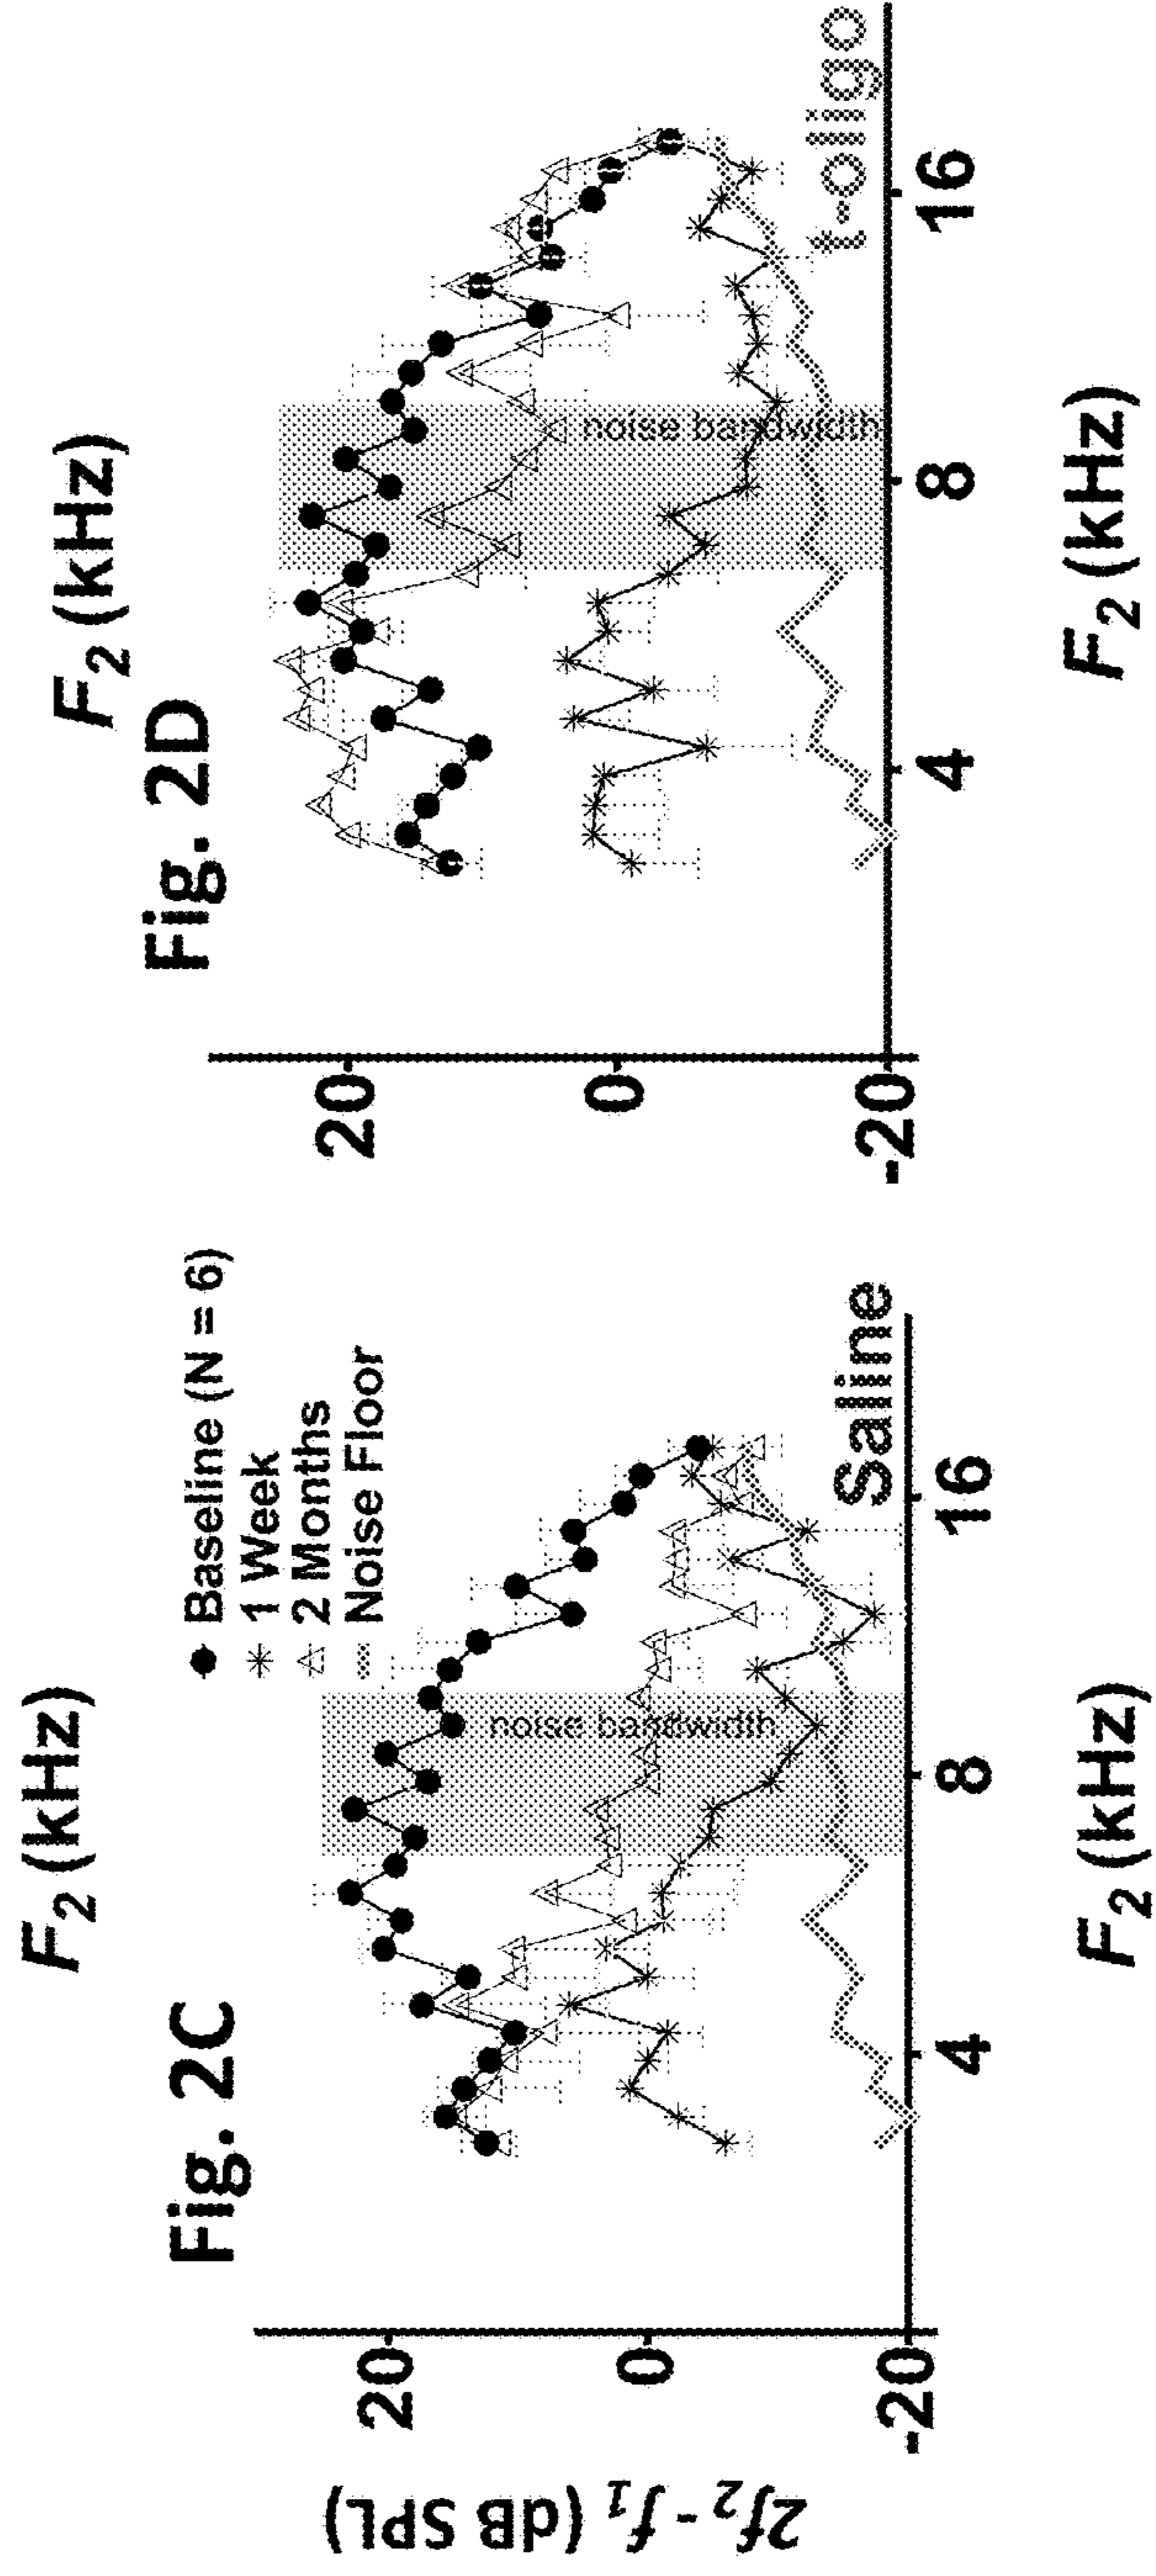 F2 (kHz)
Fig. 2C
Baseline (N = 6)
1 Week
2 Months
Noise Floor
20
0
-20
2f2-f1 (dB SPL)
noise bandwidth
Saline
4
8
16
F2 (kHz)
F2 (kHz)
Fig. 2D
20
0
-20
noise bandwidth
t-oligo
4
8
16
F2 (kHz)